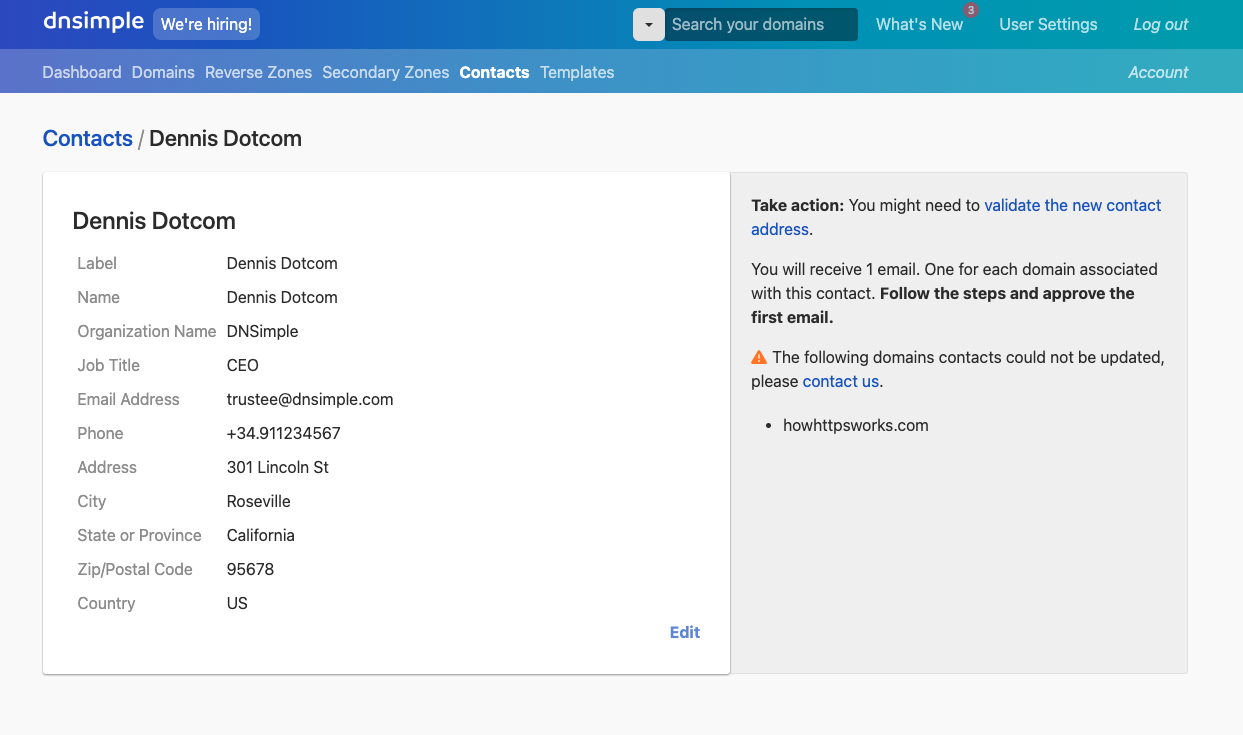 dnsimple We're hiring! Search your domains What's New 3 User Settings Log out
Dashboard Domains Reverse Zones Secondary Zones Contacts Templates Account
Contacts / Dennis Dotcom
Dennis Dotcom
Label Dennis Dotcom
Name Dennis Dotcom
Organization Name DNSimple
Job Title CEO
Email Address trustee@dnsimple.com
Phone +34.911234567
Address 301 Lincoln St
City Roseville
State or Province California
Zip/Postal Code 95678
Country US
Edit
Take action: You might need to validate the new contact
address.
You will receive 1 email. One for each domain associated
with this contact. Follow the steps and approve the
first email.
The following domains contacts could not be updated,
please contact us.
• howhttpsworks.com